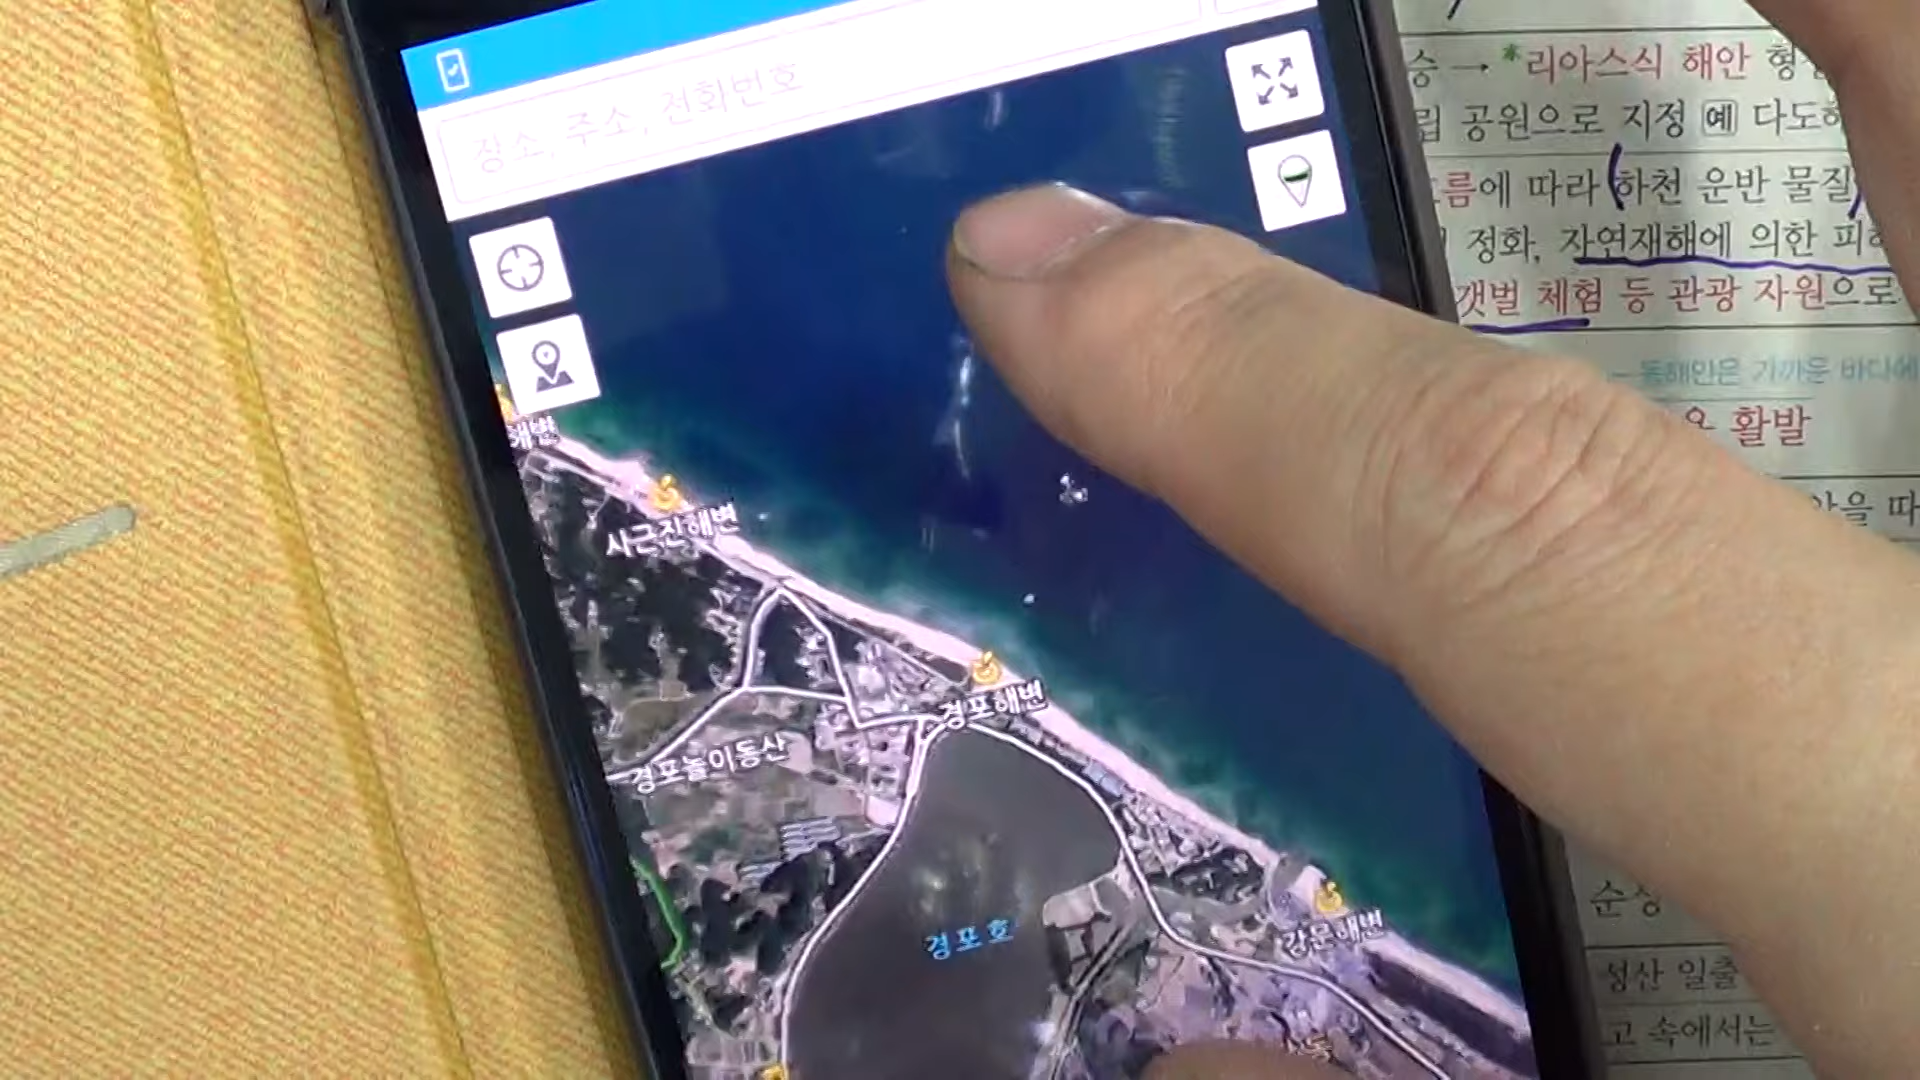 장소, 주소, 전화번호
해변
사근진해변
경포해변
경포놀이동산
경포호
강문해변
승 → *리아스식 해안 형
립 공원으로 지정 예 다도해
름에 따라 (하천 운반 물질)
정화, 자연재해에 의한 피해
갯벌 체험 등 관광 자원으로
- 동해안은 가까운 바다에
활발
을 따
순상
성산 일출
고 속에서는